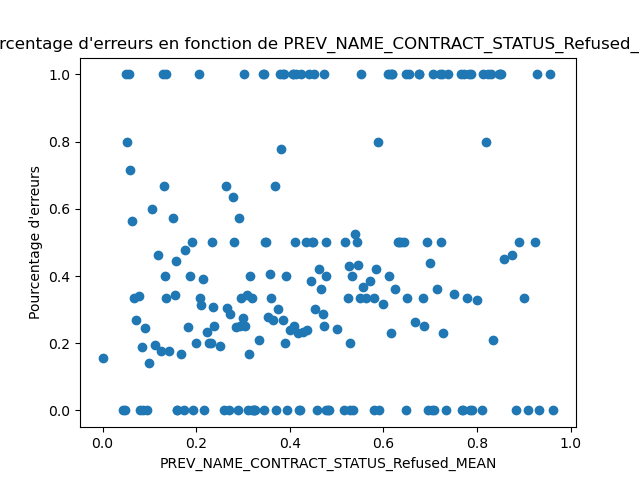 rcentage d'erreurs en fonction de PREV_NAME_CONTRACT_STATUS_Refused_
1.0
0.8
0.6
0.4
0.2
0.0
Pourcentage d'erreurs
0.0 0.2 0.4 0.6 0.8 1.0
PREV_NAME_CONTRACT_STATUS_Refused_MEAN